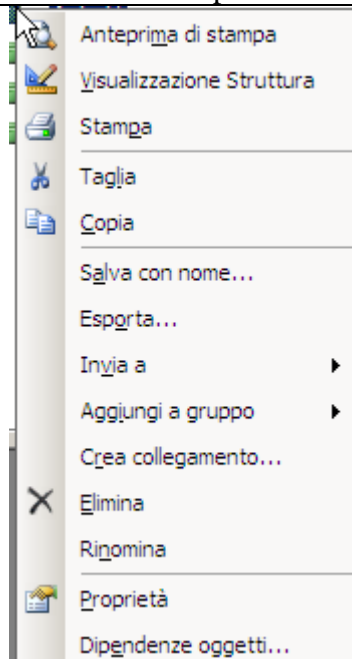 Anteprima di stampa
Visualizzazione Struttura
Stampa
Taglia
Copia
Salva con nome...
Esporta...
Invia a
Aggiungi a gruppo
Crea collegamento...
Elimina
Rinomina
Proprietà
Dipendenze oggetti...